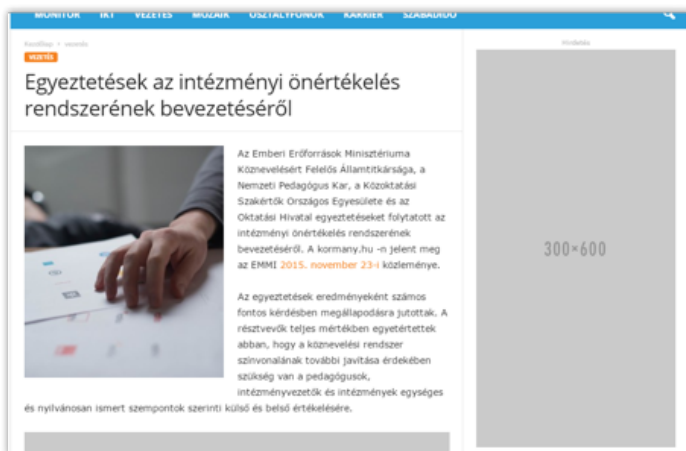 MONITOR IKT VEZETÉS MOZAIK OSZTÁLYFŐNÖK KARRIER SZABADIDŐ
Kezdőlap > vezetés
Hirdetés
VEZETÉS
Egyeztetések az intézményi önértékelés
rendszerének bevezetéséről
Az Emberi Erőforrások Minisztériuma
Köznevelésért Felelős Államtitkársága, a
Nemzeti Pedagógus Kar, a Közoktatási
Szakértők Országos Egyesülete és az
Oktatási Hivatal egyeztetéseket folytatott az
intézményi önértékelés rendszerének
bevezetéséről. A kormany.hu -n jelent meg
az EMMI 2015. november 23-i közleménye.
Az egyeztetések eredményeként számos
fontos kérdésben megállapodásra jutottak. A
résztvevők teljes mértékben egyetértettek
abban, hogy a köznevelési rendszer
színvonalának további javítása érdekében
szükség van a pedagógusok,
intézményvezetők és intézmények egységes
és nyilvánosan ismert szempontok szerinti külső és belső értékelésére.
300×600